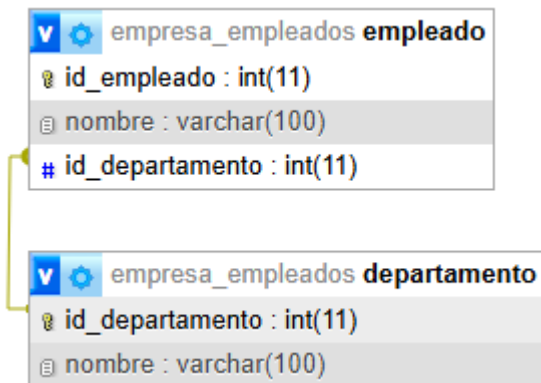 v empresa_empleados empleado
id_empleado : int(11)
nombre : varchar(100)
# id_departamento : int(11)
v empresa_empleados departamento
id_departamento : int(11)
nombre : varchar(100)